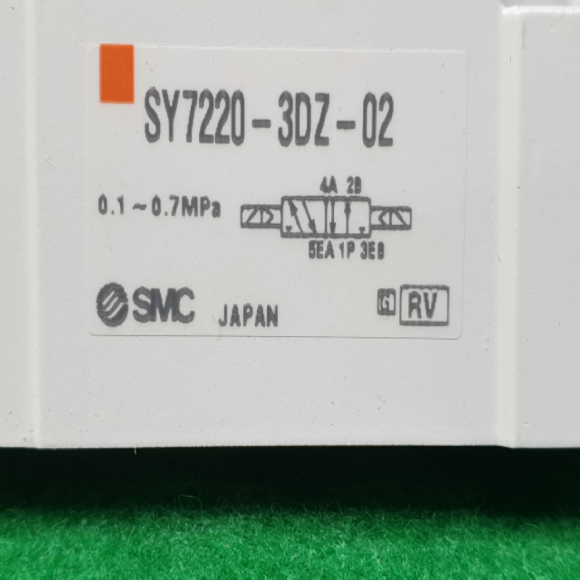 SY7220-3DZ-02
4A 2B
0.1~0.7MPa
5EA 1P 3EB
SMC JAPAN
G RV